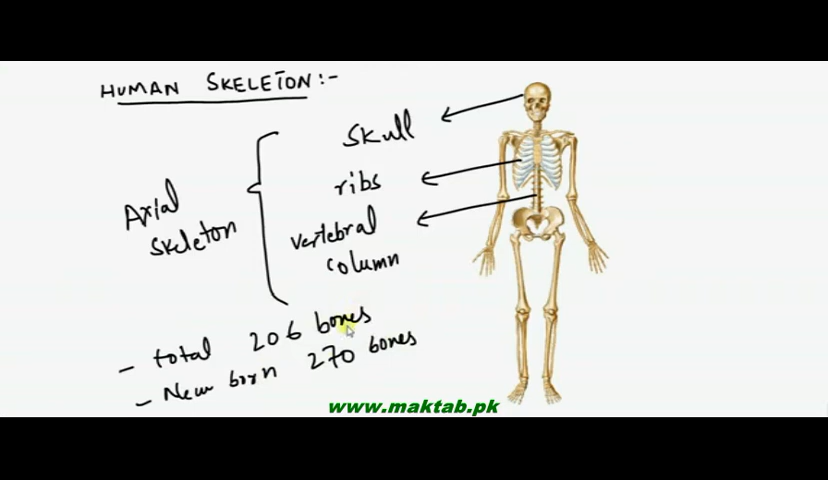 HUMAN SKELETON:-
Skull
ribs
Axial
Skeleton
vertebral
column
- total 206 bones
- New born 270 bones
www.maktab.pk